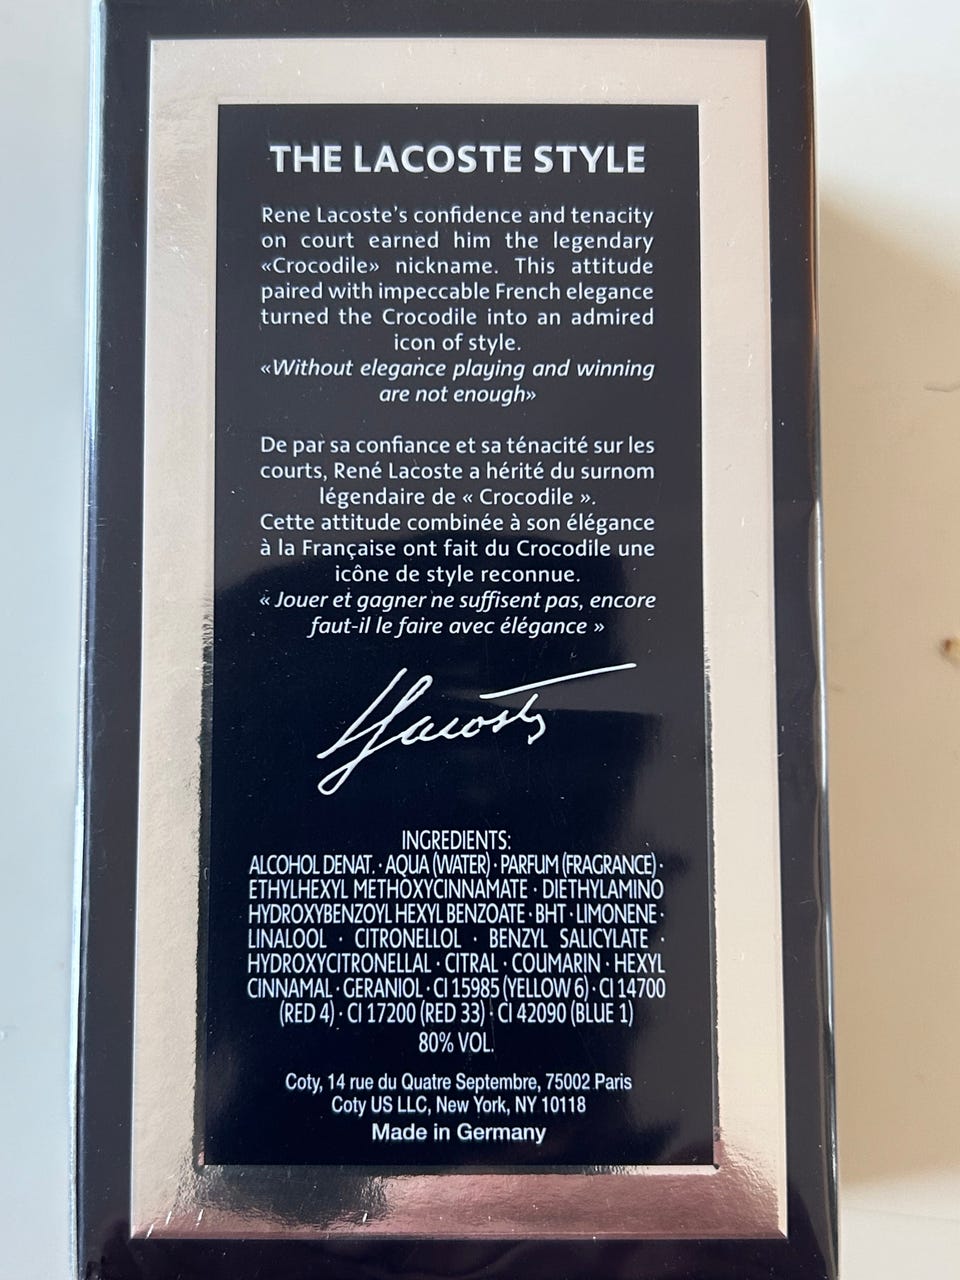 THE LACOSTE STYLE
Rene Lacoste's confidence and tenacity
on court earned him the legendary
«Crocodile» nickname. This attitude
paired with impeccable French elegance
turned the Crocodile into an admired
icon of style.
«Without elegance playing and winning
are not enough»
De par sa confiance et sa ténacité sur les
courts, René Lacoste a hérité du surnom
légendaire de « Crocodile ».
Cette attitude combinée à son élégance
à la Française ont fait du Crocodile une
icône de style reconnue.
« Jouer et gagner ne suffisent pas, encore
faut-il le faire avec élégance »
Lacoste
INGREDIENTS:
ALCOHOL DENAT. · AQUA (WATER) · PARFUM (FRAGRANCE) ·
ETHYLHEXYL METHOXYCINNAMATE · DIETHYLAMINO
HYDROXYBENZOYL HEXYL BENZOATE · BHT · LIMONENE ·
LINALOOL · CITRONELLOL · BENZYL SALICYLATE ·
HYDROXYCITRONELLAL · CITRAL · COUMARIN · HEXYL
CINNAMAL · GERANIOL · CI 15985 (YELLOW 6) · CI 14700
(RED 4) · CI 17200 (RED 33) · CI 42090 (BLUE 1)
80% VOL.
Coty, 14 rue du Quatre Septembre, 75002 Paris
Coty US LLC, New York, NY 10118
Made in Germany